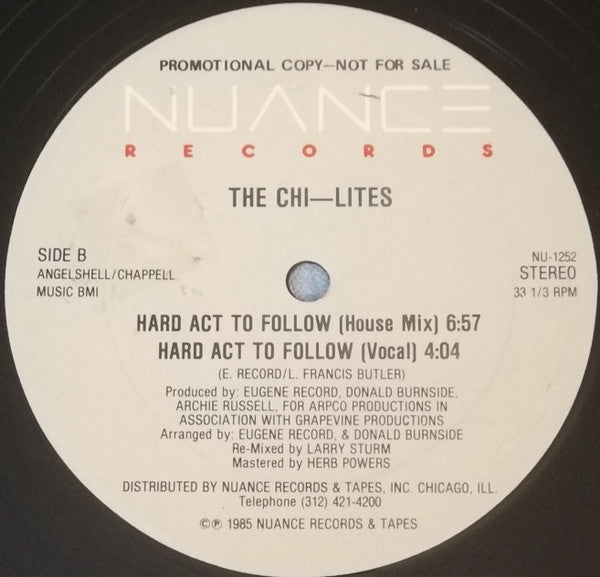 PROMOTIONAL COPY—NOT FOR SALE
NUANCE
RECORDS
THE CHI—LITES
SIDE B
ANGELSHELL/CHAPPELL
MUSIC BMI
NU-1252
STEREO
33 1/3 RPM
HARD ACT TO FOLLOW (House Mix) 6:57
HARD ACT TO FOLLOW (Vocal) 4:04
(E. RECORD/L. FRANCIS BUTLER)
Produced by: EUGENE RECORD, DONALD BURNSIDE,
ARCHIE RUSSELL, FOR ARPCO PRODUCTIONS IN
ASSOCIATION WITH GRAPEVINE PRODUCTIONS
Arranged by: EUGENE RECORD, & DONALD BURNSIDE
Re-Mixed by LARRY STURM
Mastered by HERB POWERS
DISTRIBUTED BY NUANCE RECORDS & TAPES, INC. CHICAGO, ILL.
Telephone (312) 421-4200
©℗ 1985 NUANCE RECORDS & TAPES